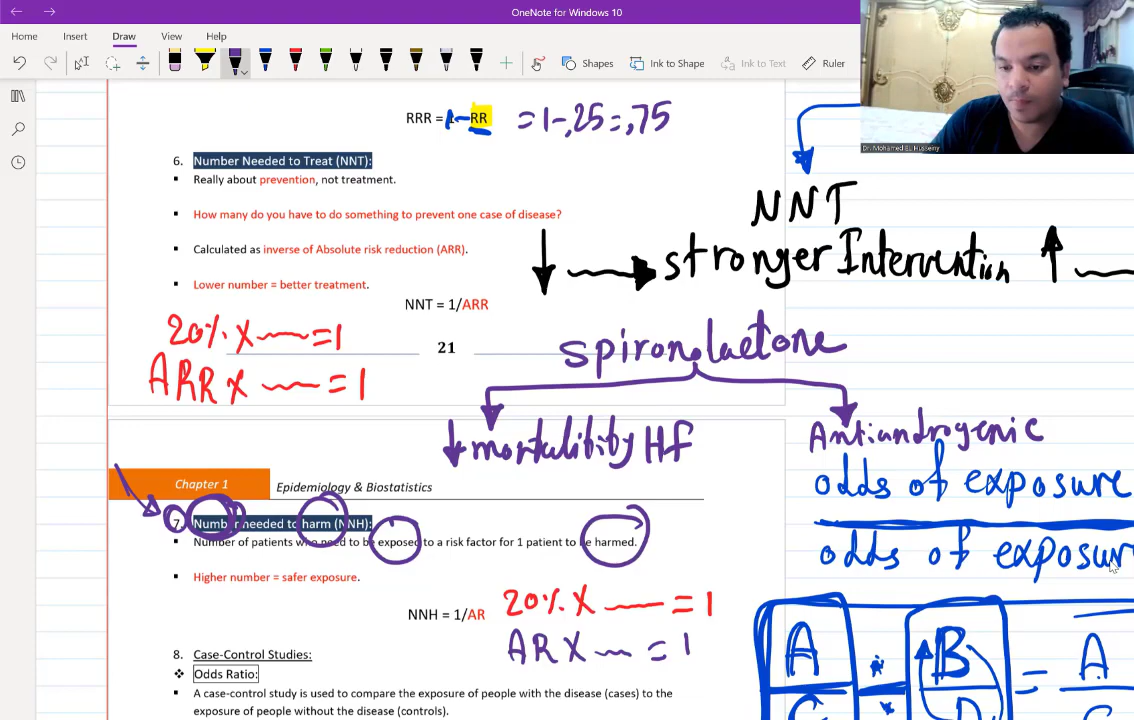 OneNote for Windows 10
Home Insert Draw View Help
Shapes Ink to Shape Ink to Text Ruler
Dr. Mohamed EL Husseiny
RRR = 1-RR = 1-,25=,75
6. Number Needed to Treat (NNT):
Really about prevention, not treatment.
How many do you have to do something to prevent one case of disease?
Calculated as inverse of Absolute risk reduction (ARR).
Lower number = better treatment.
NNT = 1/ARR
NNT
stronger Intervention
20% X = 1
ARR X = 1
21
spironolactone
mortalitiby HF
Antiandrogenic
odds of exposure
odds of exposur
Chapter 1 Epidemiology & Biostatistics
7. Number needed to harm (NNH):
Number of patients who need to be exposed to a risk factor for 1 patient to be harmed.
Higher number = safer exposure.
NNH = 1/AR
20% X = 1
AR X = 1
A B = A
C D C
8. Case-Control Studies:
Odds Ratio:
A case-control study is used to compare the exposure of people with the disease (cases) to the
exposure of people without the disease (controls).